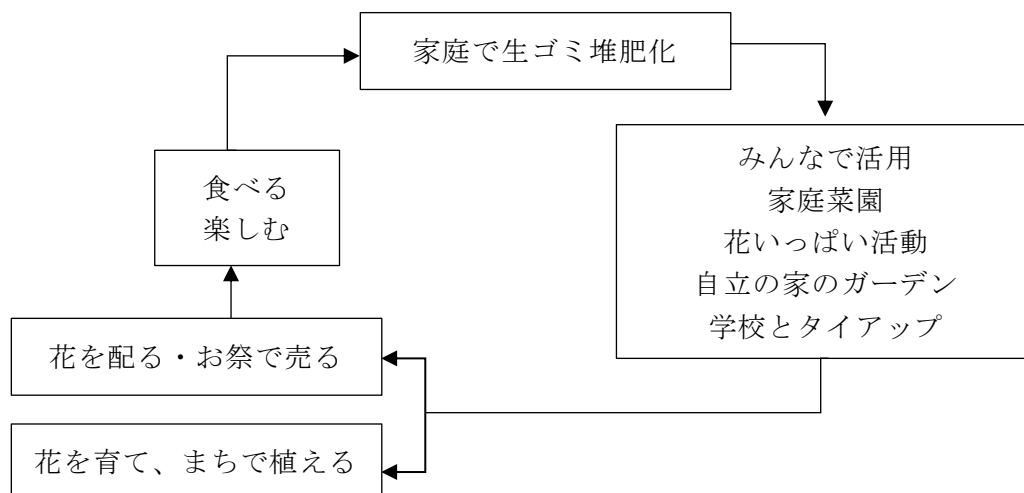 家庭で生ゴミ堆肥化
みんなで活用
家庭菜園
花いっぱい活動
自立の家のガーデン
学校とタイアップ
食べる
楽しむ
花を配る・お祭で売る
花を育て、まちで植える